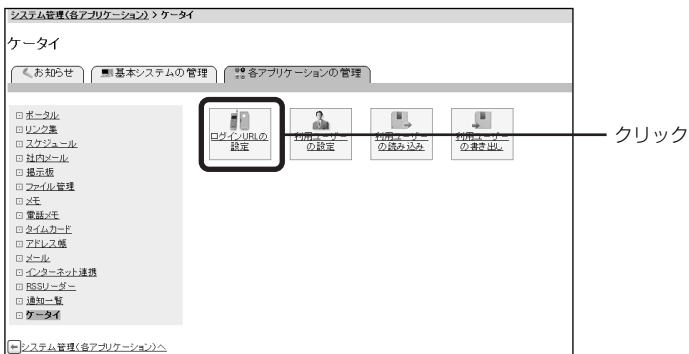 システム管理(各アプリケーション) > ケータイ
ケータイ
お知らせ 基本システムの管理 各アプリケーションの管理
ポータル
リンク集
スケジュール
社内メール
掲示板
ファイル管理
メモ
電話メモ
タイムカード
アドレス帳
メール
インターネット連携
RSSリーダー
通知一覧
ケータイ
ログインURLの
設定
利用ユーザー
の設定
利用ユーザー
の読み込み
利用ユーザー
の書き出し
クリック
システム管理(各アプリケーション)へ